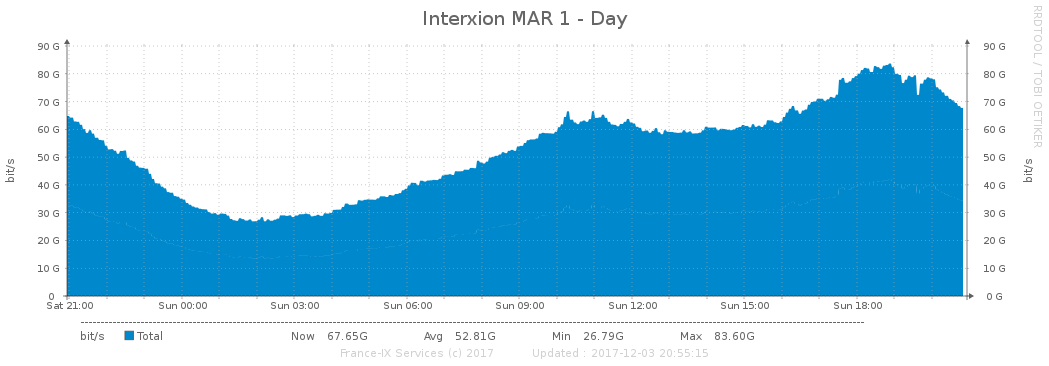 Interxion MAR 1 - Day
RRDTOOL / TOBI OETIKER
90 G 90 G
80 G 80 G
70 G 70 G
60 G 60 G
50 G 50 G
40 G 40 G
30 G 30 G
20 G 20 G
10 G 10 G
0 0 G
bit/s bit/s
Sat 21:00 Sun 00:00 Sun 03:00 Sun 06:00 Sun 09:00 Sun 12:00 Sun 15:00 Sun 18:00
bit/s Total Now 67.65G Avg 52.81G Min 26.79G Max 83.60G
France-IX Services (c) 2017 Updated : 2017-12-03 20:55:15